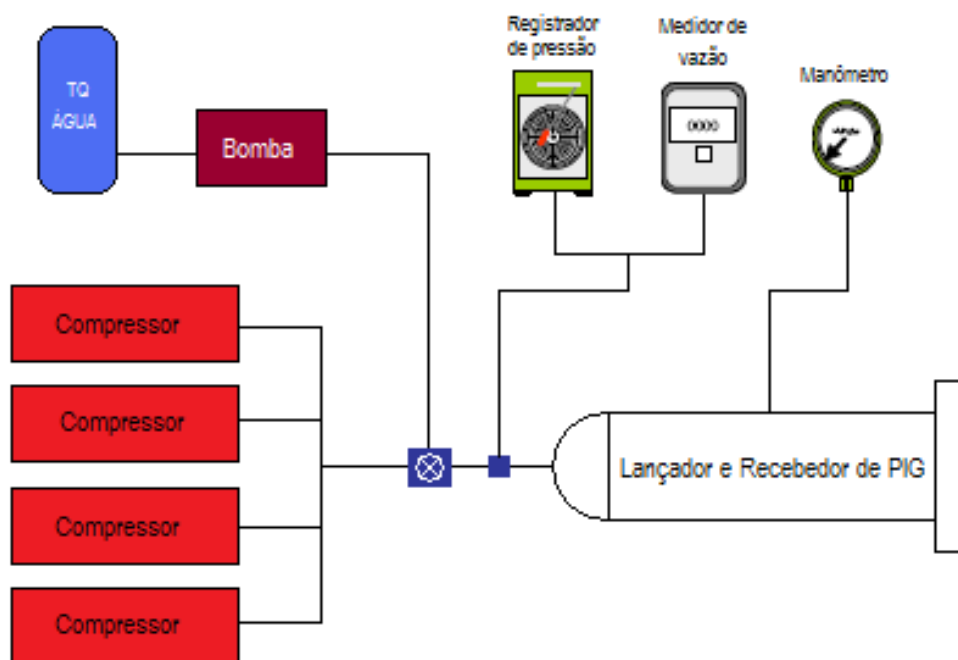 Registrador
de pressão
Medidor de
vazão
Manômetro
TQ
ÁGUA
Bomba
0000
Compressor
Compressor
Compressor
Compressor
Lançador e Recebedor de PIG